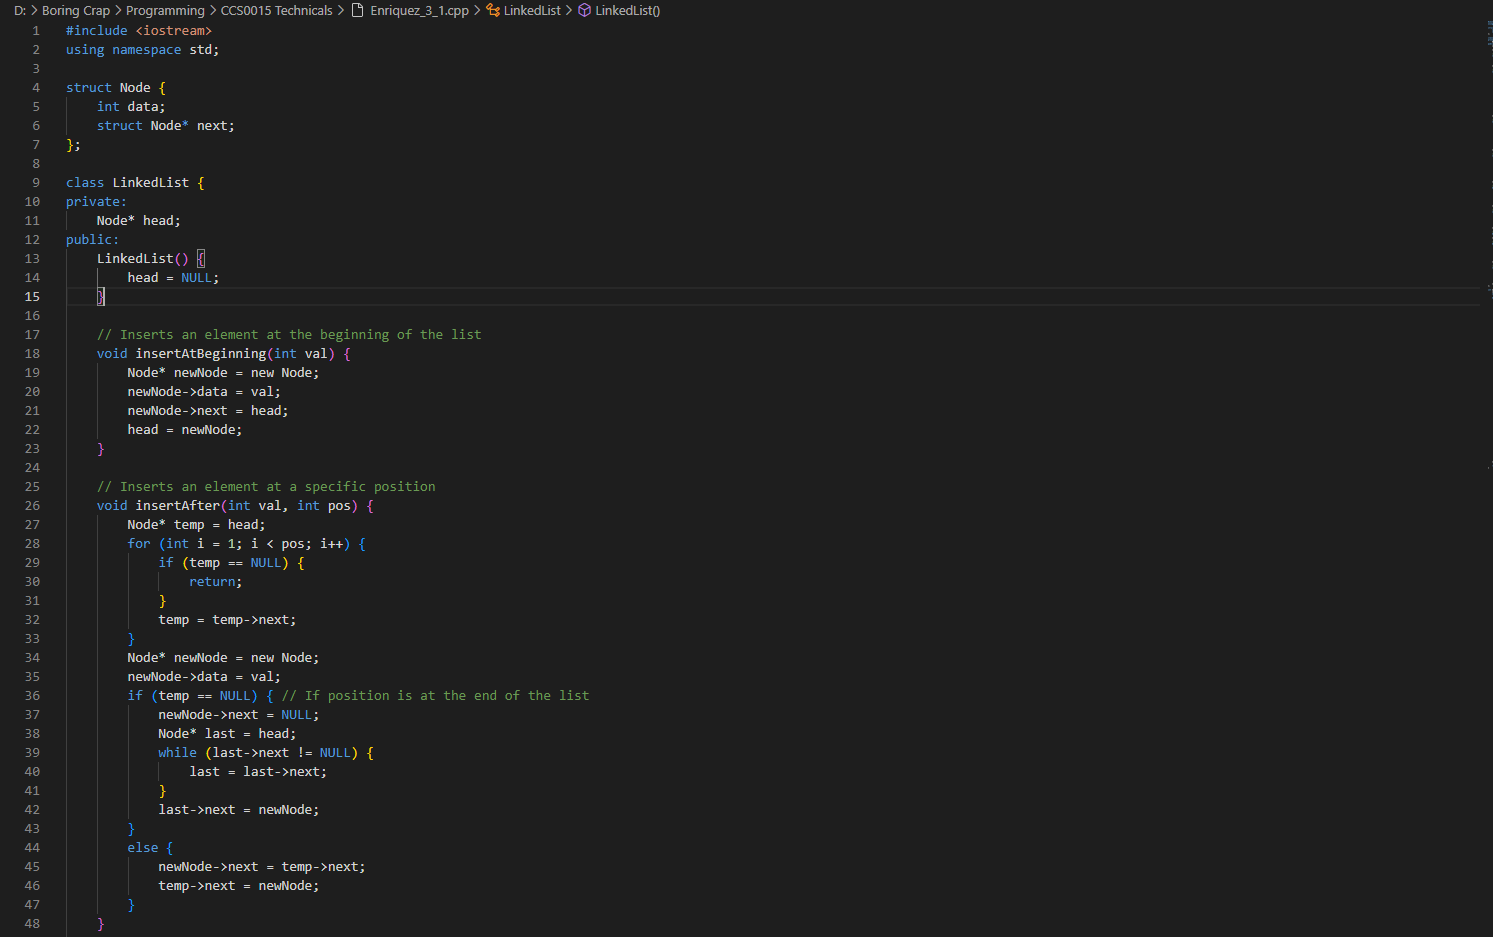 D: > Boring Crap > Programming > CCS0015 Technicals > Enriquez_3_1.cpp > LinkedList > LinkedList()
1 #include <iostream>
2 using namespace std;
3
4 struct Node {
5     int data;
6     struct Node* next;
7 };
8
9 class LinkedList {
10 private:
11     Node* head;
12 public:
13     LinkedList() {
14         head = NULL;
15     }
16
17     // Inserts an element at the beginning of the list
18     void insertAtBeginning(int val) {
19         Node* newNode = new Node;
20         newNode->data = val;
21         newNode->next = head;
22         head = newNode;
23     }
24
25     // Inserts an element at a specific position
26     void insertAfter(int val, int pos) {
27         Node* temp = head;
28         for (int i = 1; i < pos; i++) {
29             if (temp == NULL) {
30                 return;
31             }
32             temp = temp->next;
33         }
34         Node* newNode = new Node;
35         newNode->data = val;
36         if (temp == NULL) { // If position is at the end of the list
37             newNode->next = NULL;
38             Node* last = head;
39             while (last->next != NULL) {
40                 last = last->next;
41             }
42             last->next = newNode;
43         }
44         else {
45             newNode->next = temp->next;
46             temp->next = newNode;
47         }
48     }